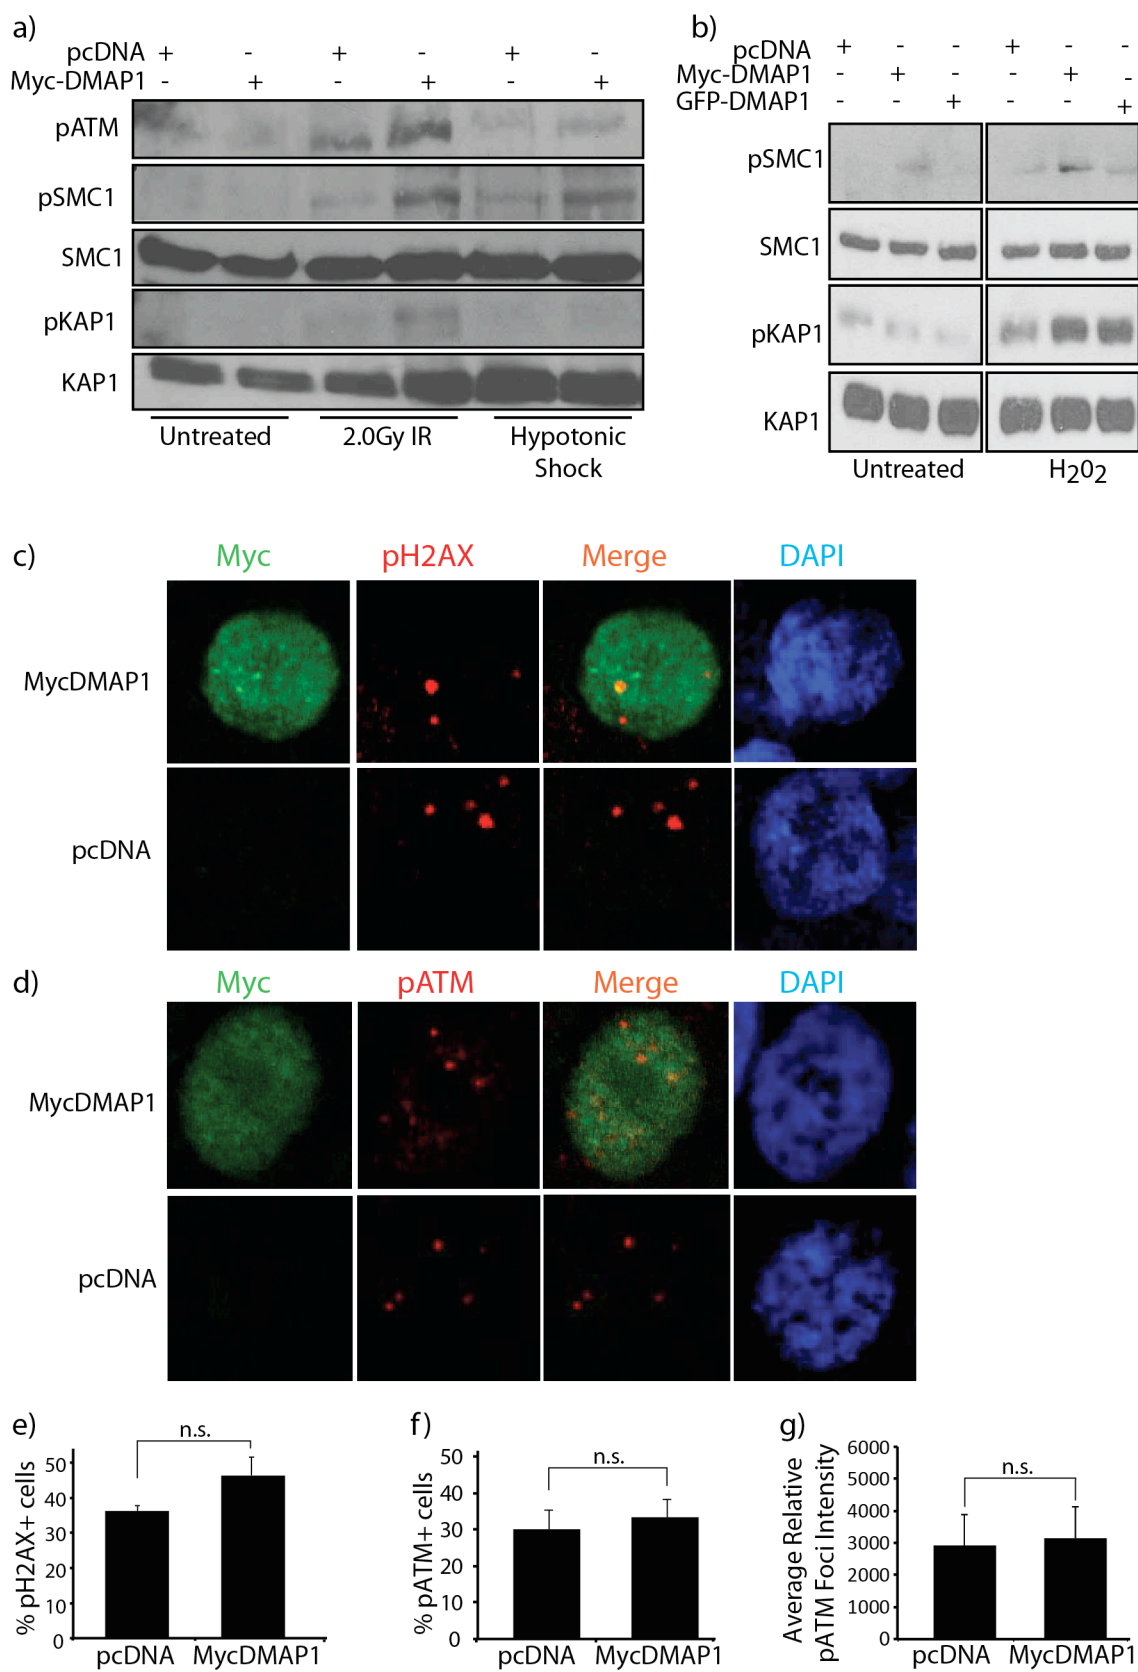 a)
pcDNA + - + - + -
Myc-DMAP1 - + - + - +
pATM
pSMC1
SMC1
pKAP1
KAP1
Untreated 2.0Gy IR Hypotonic
Shock
b)
pcDNA + - - + - -
Myc-DMAP1 - + - - + -
GFP-DMAP1 - - + - - +
pSMC1
SMC1
pKAP1
KAP1
Untreated H202
c)
Myc pH2AX Merge DAPI
MycDMAP1
pcDNA
d)
Myc pATM Merge DAPI
MycDMAP1
pcDNA
e)
n.s.
% pH2AX+ cells
50
40
30
20
10
0
pcDNA MycDMAP1
f)
n.s.
% pATM+ cells
50
40
30
20
10
0
pcDNA MycDMAP1
g)
n.s.
Average Relative
pATM Foci Intensity
6000
5000
4000
3000
2000
1000
0
pcDNA MycDMAP1